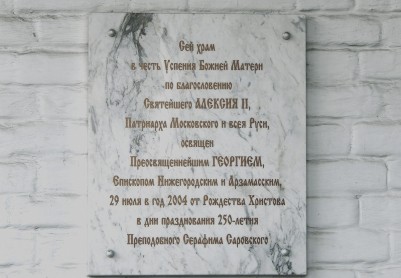 Сей храм
в честь Успения Божией Матери
по благословению
Святейшего АЛЕКСИЯ II,
Патриарха Московского и всея Руси,
освящен
Преосвященнейшим ГЕОРГИЕМ,
Епископом Нижегородским и Арзамасским,
29 июля в год 2004 от Рождества Христова
в дни празднования 250-летия
Преподобного Серафима Саровского